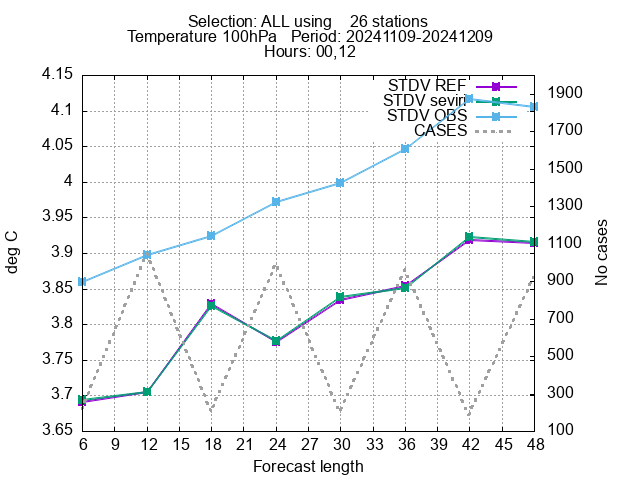 Selection: ALL using    26 stations
Temperature 100hPa   Period: 20241109-20241209
Hours: 00,12
4.15
4.1
4.05
4
3.95
3.9
3.85
3.8
3.75
3.7
3.65
deg C
STDV REF
STDV seviri
STDV OBS
CASES
1900
1700
1500
1300
1100
900
700
500
300
100
No cases
6 9 12 15 18 21 24 27 30 33 36 39 42 45 48
Forecast length